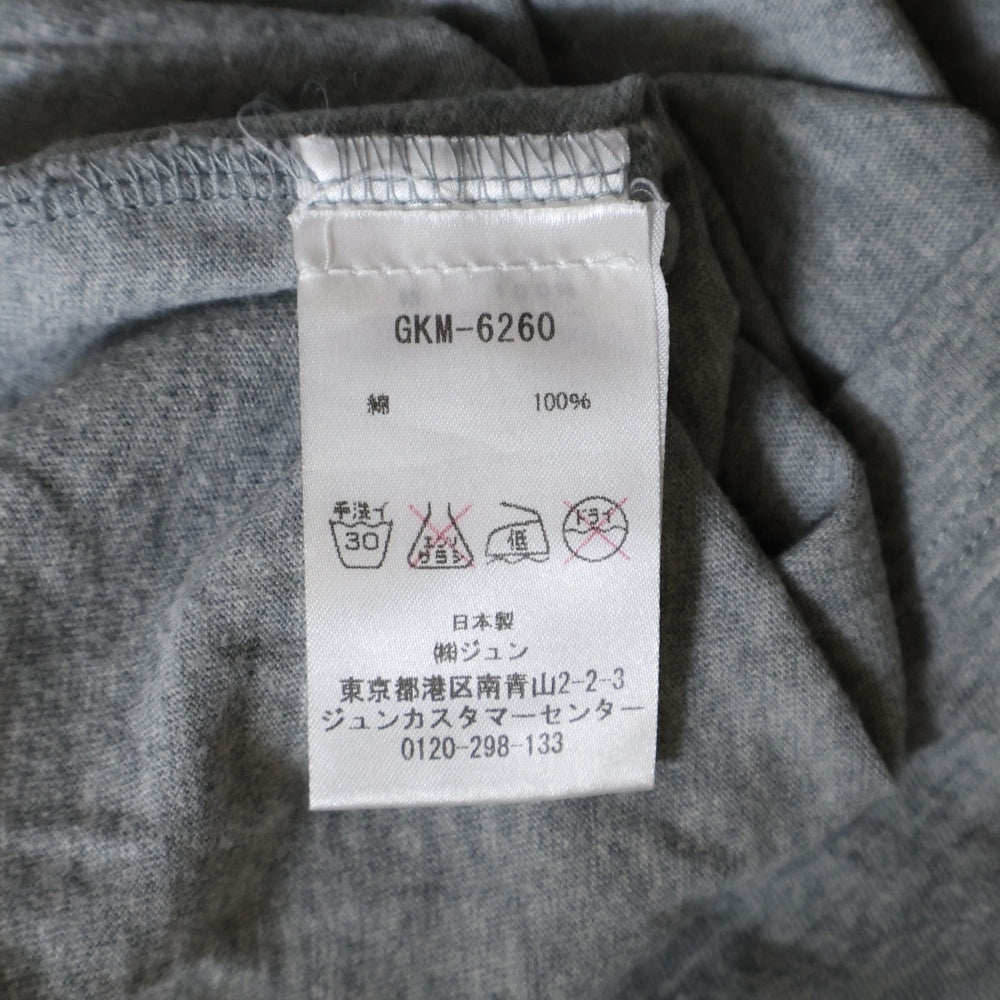 GKM-6260
綿 100%
手洗イ
30
エンソ
サラシ
低
ドライ
日本製
㈱ジュン
東京都港区南青山2-2-3
ジュンカスタマーセンター
0120-298-133